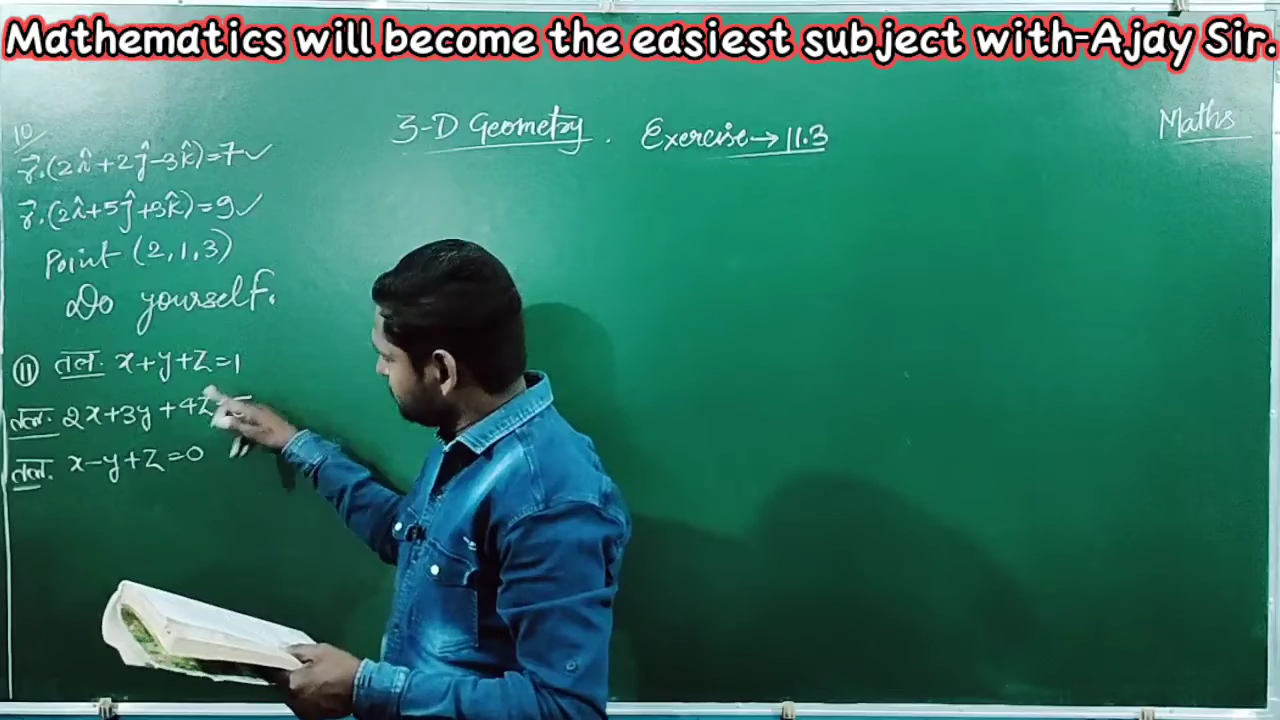 Mathematics will become the easiest subject with-Ajay Sir.
3-D Geometry. Exercise→11.3
Maths
10
r⃗.(2î+2ĵ-3k̂)=7✓
r⃗.(2î+5ĵ+3k̂)=9✓
Point (2,1,3)
Do yourself.
⑪ तल. x+y+z=1
तल. 2x+3y+4z
तल. x-y+z=0